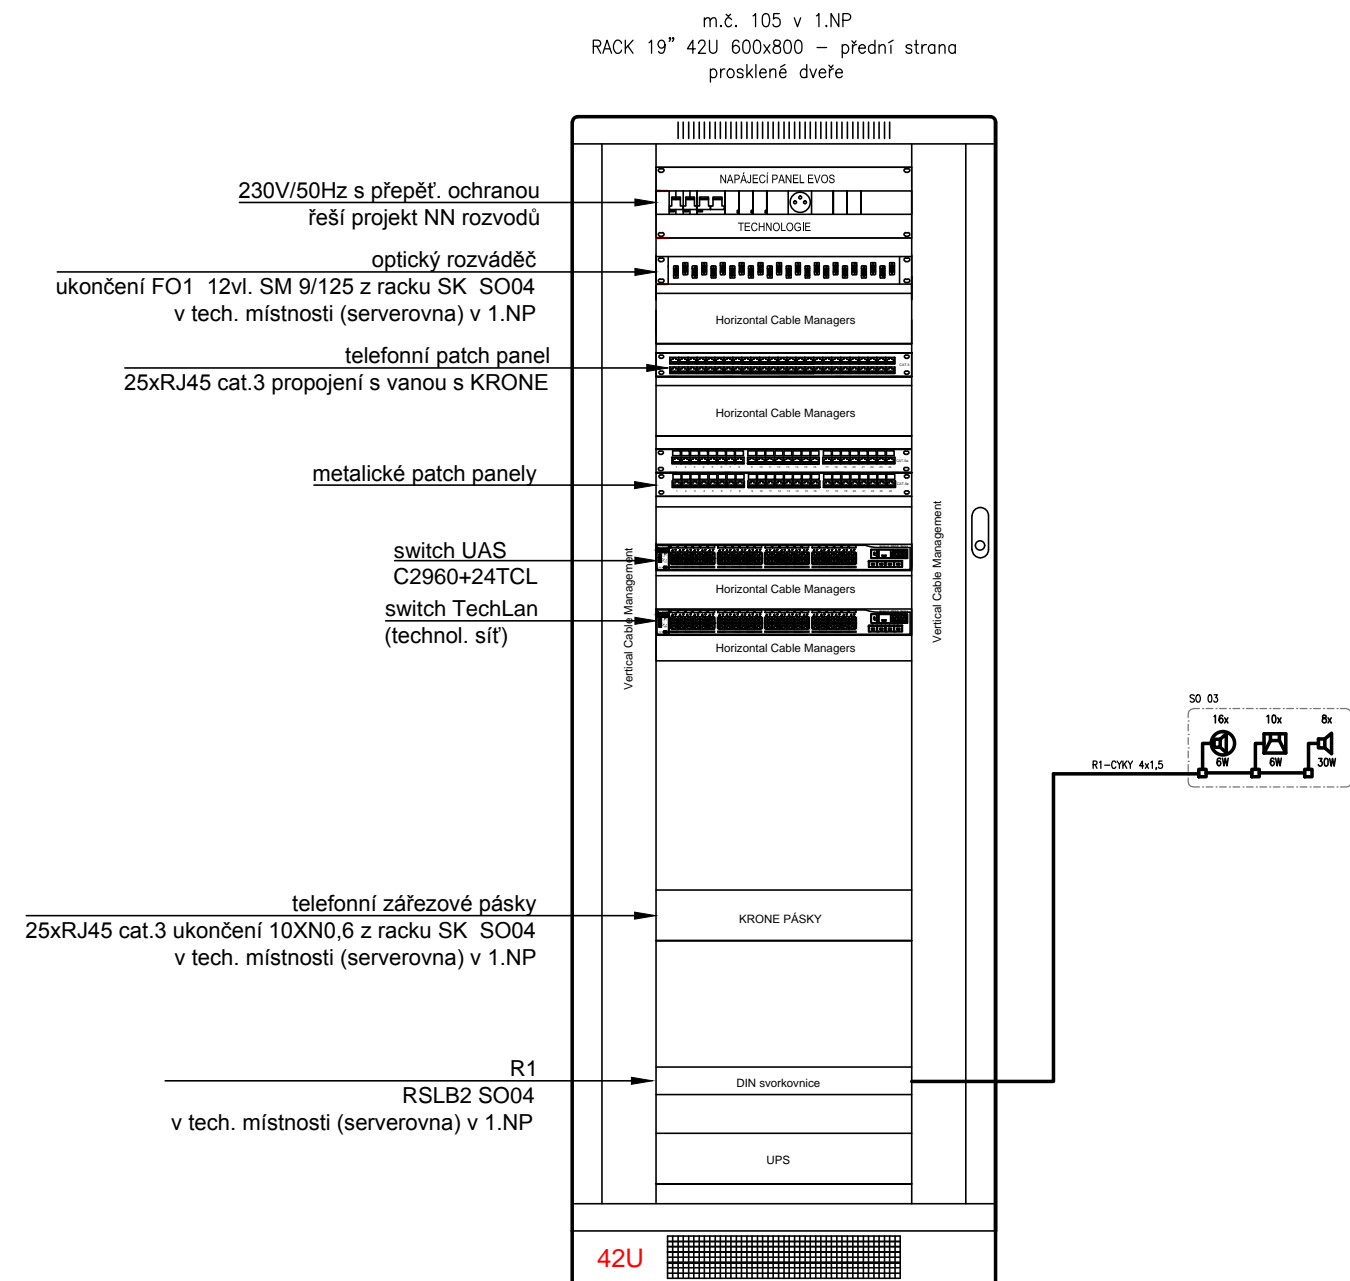 m.č. 105 v 1.NP
RACK 19" 42U 600x800 – přední strana
prosklené dveře
NAPÁJECÍ PANEL EVOS
230V/50Hz s přepěť. ochranou
řeší projekt NN rozvodů
TECHNOLOGIE
optický rozváděč
ukončení FO1 12vl. SM 9/125 z racku SK SO04
v tech. místnosti (serverovna) v 1.NP
Horizontal Cable Managers
telefonní patch panel
25xRJ45 cat.3 propojení s vanou s KRONE
Horizontal Cable Managers
metalické patch panely
Vertical Cable Management
Vertical Cable Management
switch UAS
C2960+24TCL
Horizontal Cable Managers
switch TechLan
(technol. síť)
Horizontal Cable Managers
SO 03
16x 10x 8x
6W 6W 30W
R1-CYKY 4x1,5
telefonní zářezové pásky
25xRJ45 cat.3 ukončení 10XN0,6 z racku SK SO04
v tech. místnosti (serverovna) v 1.NP
KRONE PÁSKY
R1
RSLB2 SO04
v tech. místnosti (serverovna) v 1.NP
DIN svorkovnice
UPS
42U